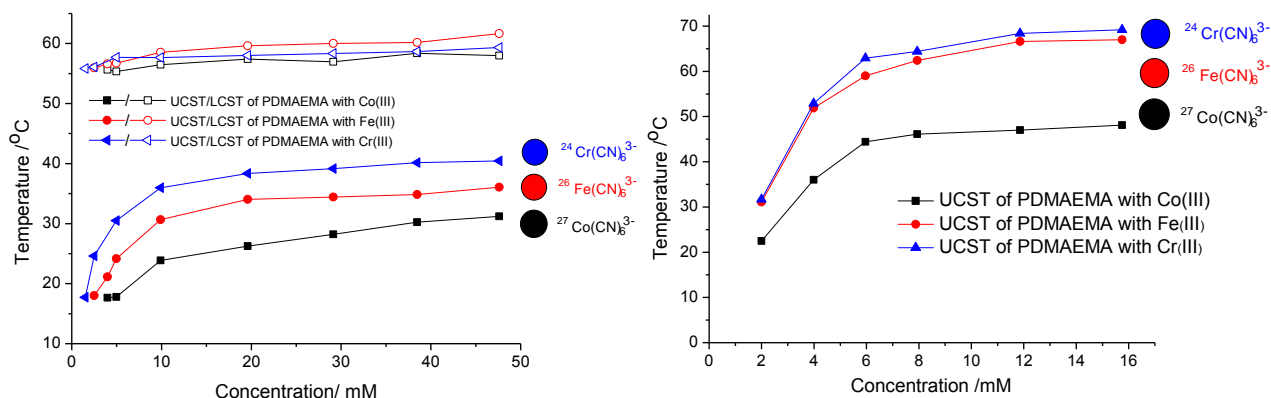 60
50
40
30
20
10
Temperature /°C
0
10
20
30
40
50
Concentration/ mM
UCST/LCST of PDMAEMA with Co(III)
UCST/LCST of PDMAEMA with Fe(III)
UCST/LCST of PDMAEMA with Cr(III)
²⁴Cr(CN)₆³⁻
²⁶Fe(CN)₆³⁻
²⁷Co(CN)₆³⁻
70
60
50
40
30
20
10
0
Temperature /°C
0
2
4
6
8
10
12
14
16
Concentration /mM
²⁴Cr(CN)₆³⁻
²⁶Fe(CN)₆³⁻
²⁷Co(CN)₆³⁻
UCST of PDMAEMA with Co(III)
UCST of PDMAEMA with Fe(III)
UCST of PDMAEMA with Cr(III)